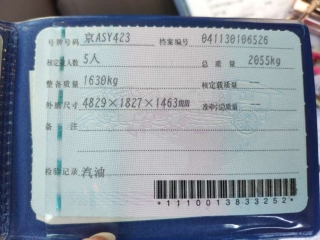 号牌号码 京ASY423 档案编号 041130106526
核定载人数 5人 总质量 2055kg
整备质量 1630kg 核定载质量 —
外廓尺寸 4829×1827×1463mm 准牵引总质量 —
备注
检验记录 汽油
*1110013833252*